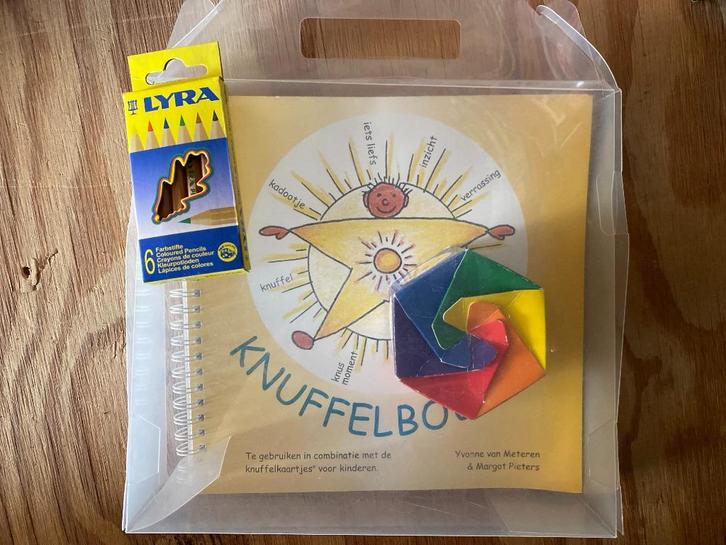 LYRA
6
Farbstifte
Coloured Pencils
Crayons de couleur
Kleurpotloden
Lápices de colores
kadootje
iets liefs
inzicht
verrassing
knuffel
knus
moment
KNUFFELBO
Te gebruiken in combinatie met de
knuffelkaartjes® voor kinderen.
Yvonne van Meteren
& Margot Pieters